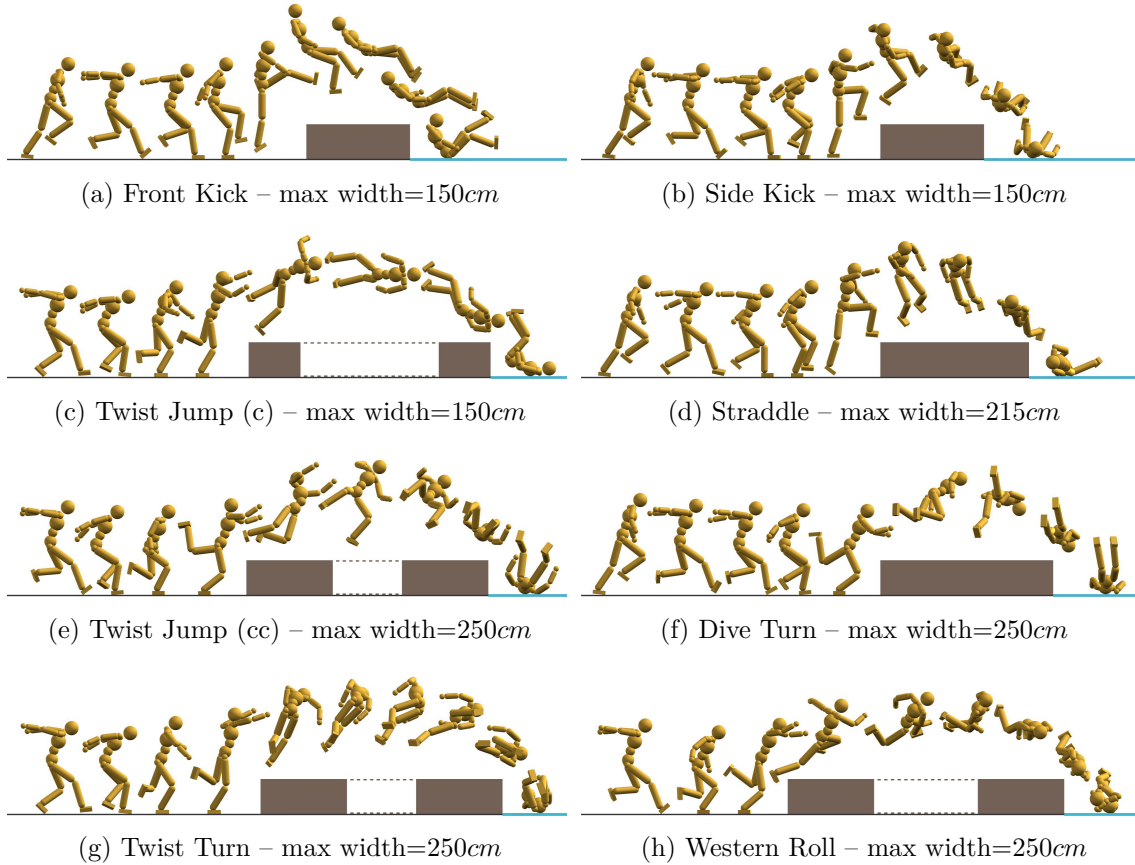 (a) Front Kick – max width=150cm
(b) Side Kick – max width=150cm
(c) Twist Jump (c) – max width=150cm
(d) Straddle – max width=215cm
(e) Twist Jump (cc) – max width=250cm
(f) Dive Turn – max width=250cm
(g) Twist Turn – max width=250cm
(h) Western Roll – max width=250cm